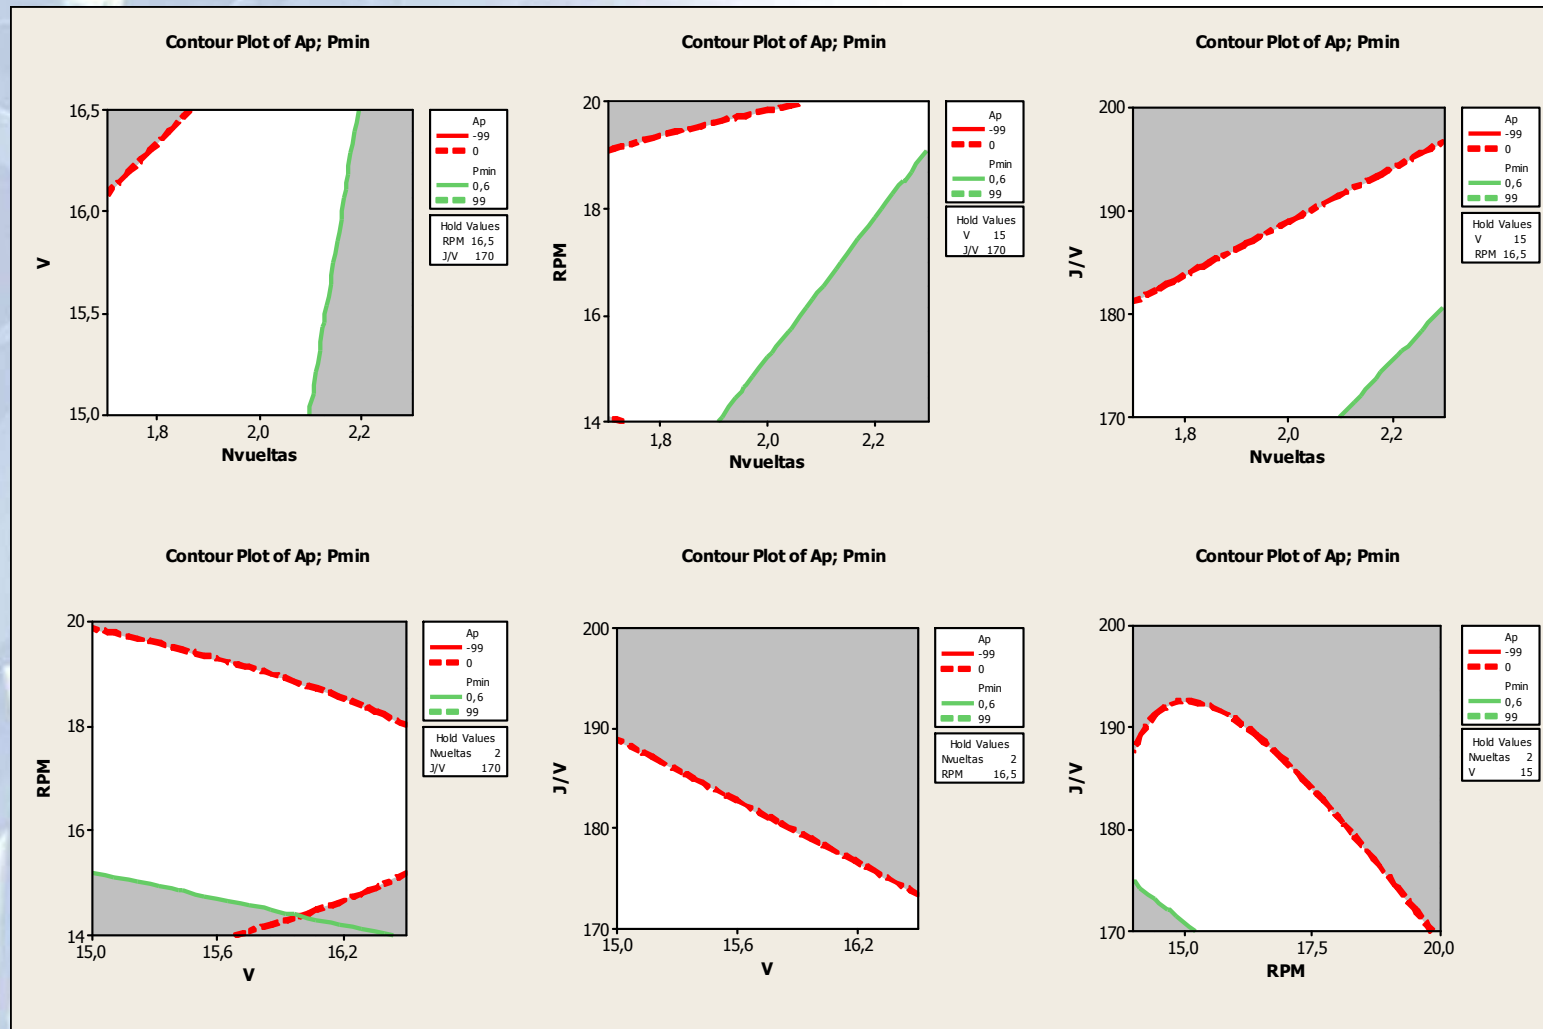 Contour Plot of Ap; Pmin
16,5
16,0
15,5
15,0
V
1,8
2,0
2,2
Nvueltas
Ap
-99
0
Pmin
0,6
99
Hold Values
RPM 16,5
J/V 170
Contour Plot of Ap; Pmin
20
18
16
14
RPM
1,8
2,0
2,2
Nvueltas
Ap
-99
0
Pmin
0,6
99
Hold Values
V 15
J/V 170
Contour Plot of Ap; Pmin
200
190
180
170
J/V
1,8
2,0
2,2
Nvueltas
Ap
-99
0
Pmin
0,6
99
Hold Values
V 15
RPM 16,5
Contour Plot of Ap; Pmin
20
18
16
14
RPM
15,0
15,6
16,2
V
Ap
-99
0
Pmin
0,6
99
Hold Values
Nvueltas 2
J/V 170
Contour Plot of Ap; Pmin
200
190
180
170
J/V
15,0
15,6
16,2
V
Ap
-99
0
Pmin
0,6
99
Hold Values
Nvueltas 2
RPM 16,5
Contour Plot of Ap; Pmin
200
190
180
170
J/V
15,0
17,5
20,0
RPM
Ap
-99
0
Pmin
0,6
99
Hold Values
Nvueltas 2
V 15